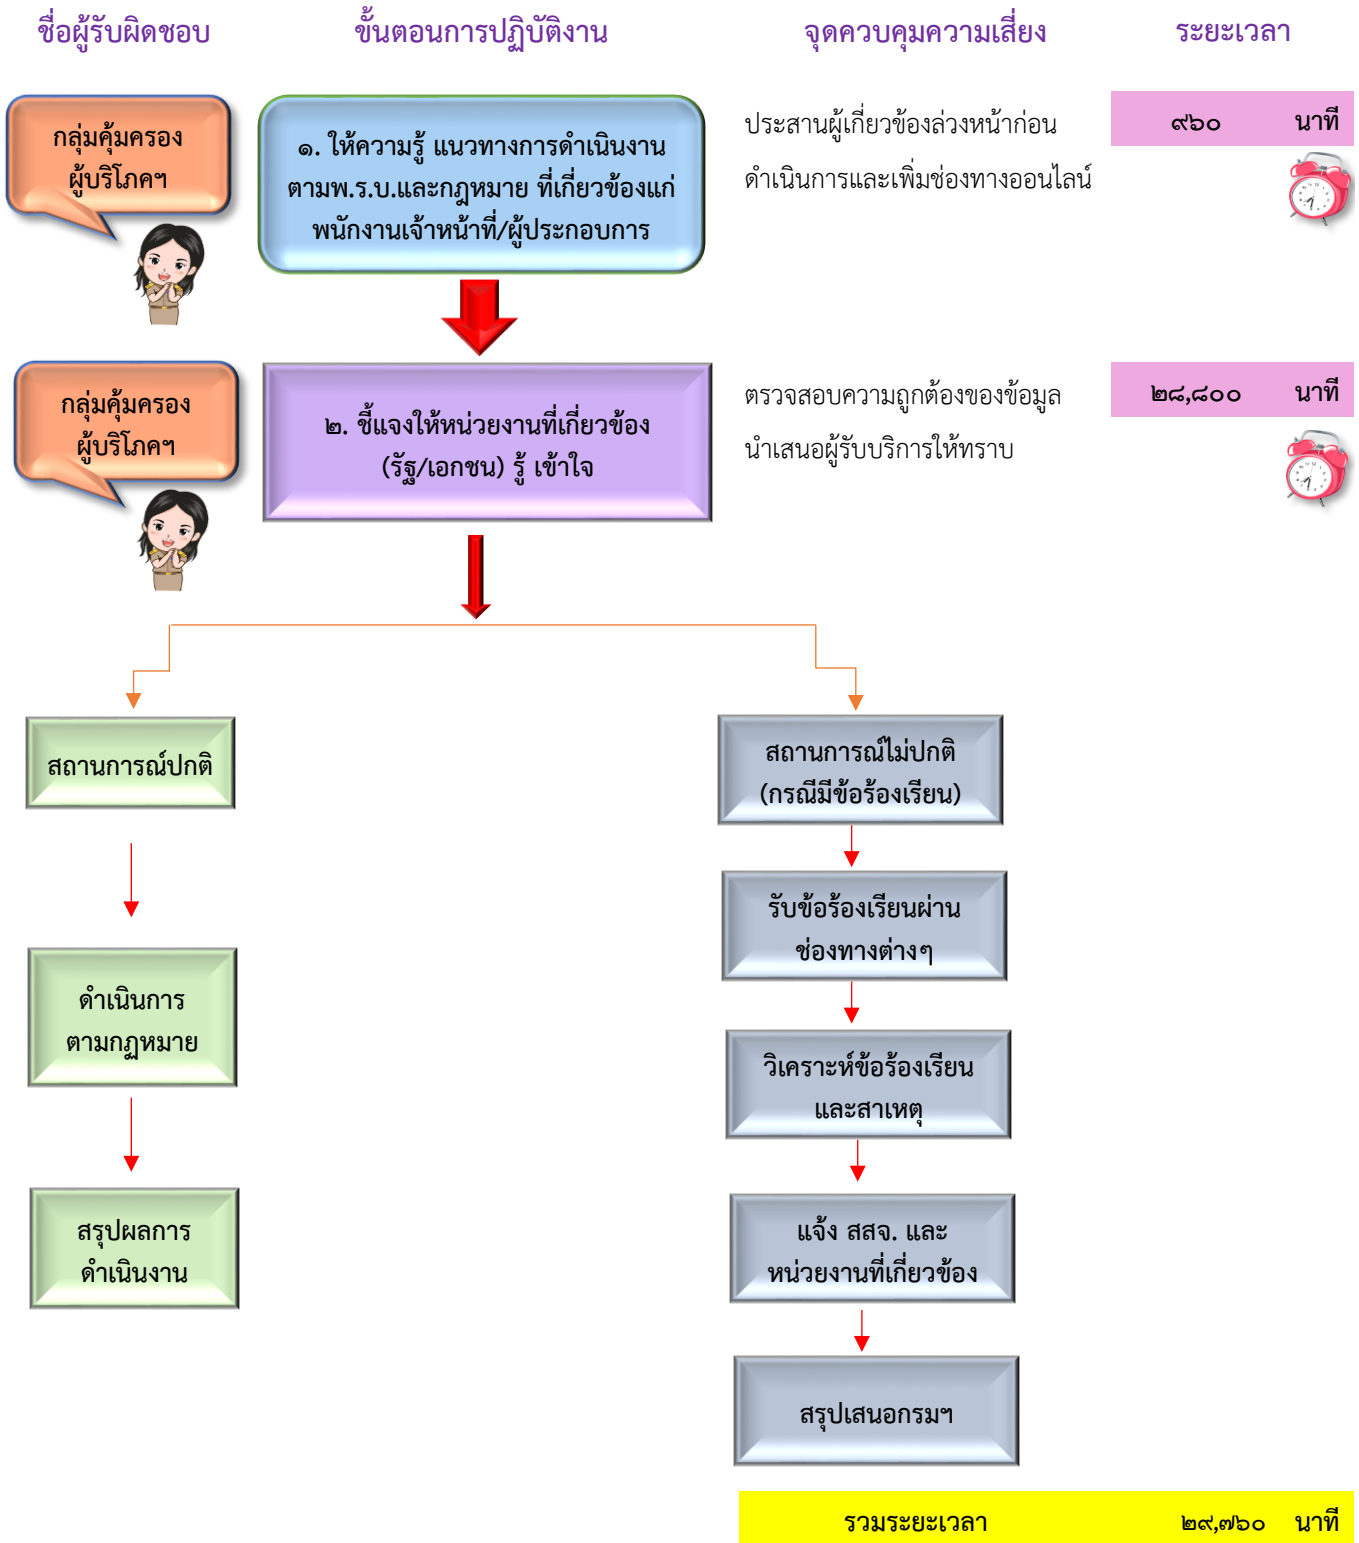 ชื่อผู้รับผิดชอบ ขั้นตอนการปฏิบัติงาน จุดควบคุมความเสี่ยง ระยะเวลา
กลุ่มคุ้มครอง
ผู้บริโภคฯ
๑. ให้ความรู้ แนวทางการดำเนินงาน
ตามพ.ร.บ.และกฎหมาย ที่เกี่ยวข้องแก่
พนักงานเจ้าหน้าที่/ผู้ประกอบการ
ประสานผู้เกี่ยวข้องล่วงหน้าก่อน
ดำเนินการและเพิ่มช่องทางออนไลน์
๙๖๐ นาที
กลุ่มคุ้มครอง
ผู้บริโภคฯ
๒. ชี้แจงให้หน่วยงานที่เกี่ยวข้อง
(รัฐ/เอกชน) รู้ เข้าใจ
ตรวจสอบความถูกต้องของข้อมูล
นำเสนอผู้รับบริการให้ทราบ
๒๘,๘๐๐ นาที
สถานการณ์ปกติ
ดำเนินการ
ตามกฎหมาย
สรุปผลการ
ดำเนินงาน
สถานการณ์ไม่ปกติ
(กรณีมีข้อร้องเรียน)
รับข้อร้องเรียนผ่าน
ช่องทางต่างๆ
วิเคราะห์ข้อร้องเรียน
และสาเหตุ
แจ้ง สสจ. และ
หน่วยงานที่เกี่ยวข้อง
สรุปเสนอกรมฯ
รวมระยะเวลา ๒๙,๗๖๐ นาที